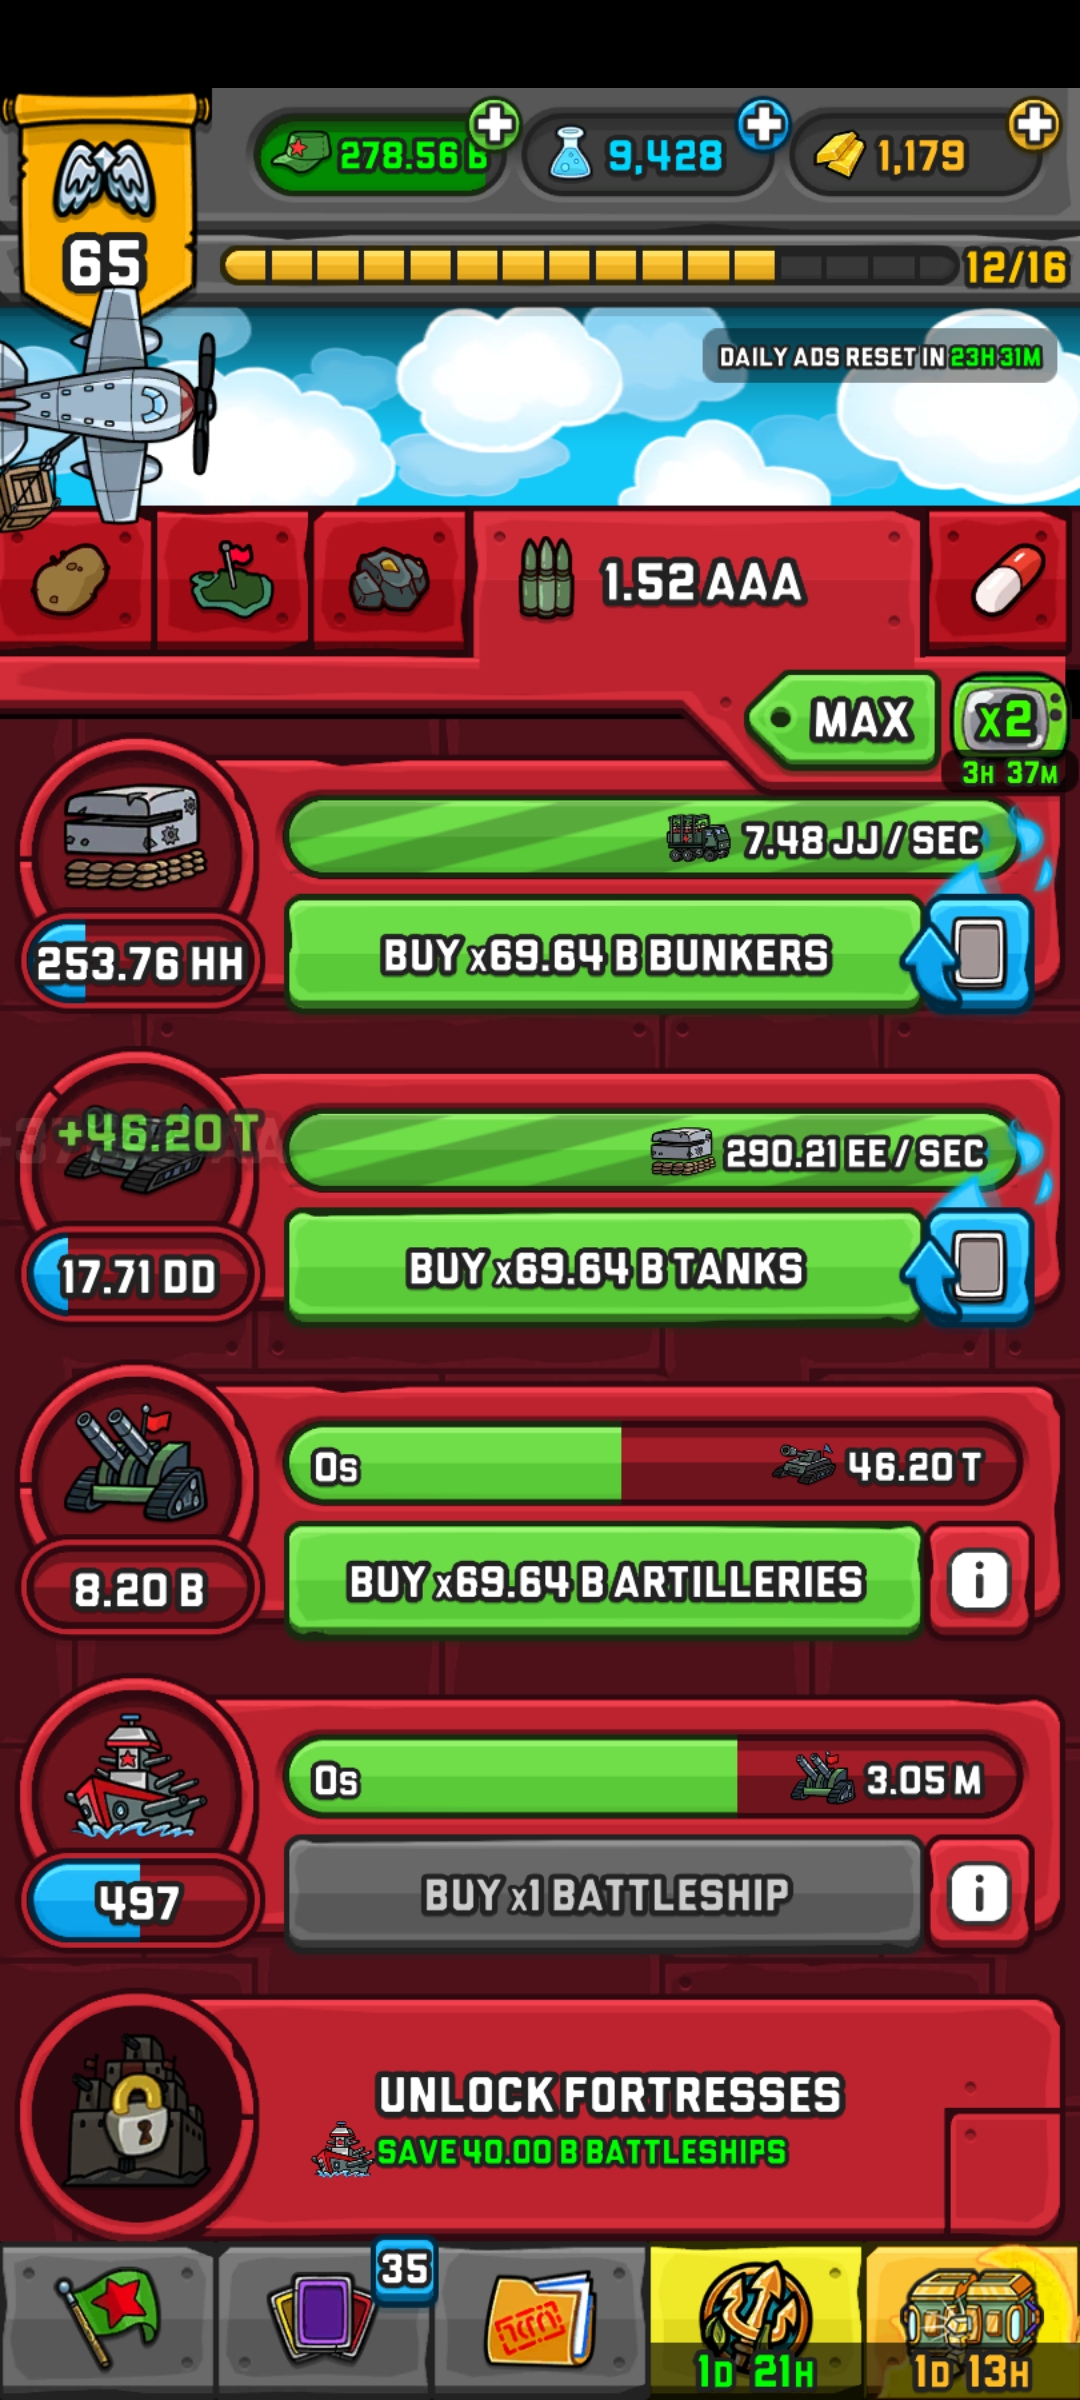 65
278.56 B
9,428
1,179
12/16
DAILY ADS RESET IN 23H 31M
1.52 AAA
MAX
x2
3H 37M
7.48 JJ / SEC
253.76 HH
BUY x69.64 B BUNKERS
+46.20 T
290.21 EE / SEC
17.71 DD
BUY x69.64 B TANKS
0s
46.20 T
8.20 B
BUY x69.64 B ARTILLERIES
i
0s
3.05 M
497
BUY x1 BATTLESHIP
i
UNLOCK FORTRESSES
SAVE 40.00 B BATTLESHIPS
35
1D 21H
1D 13H